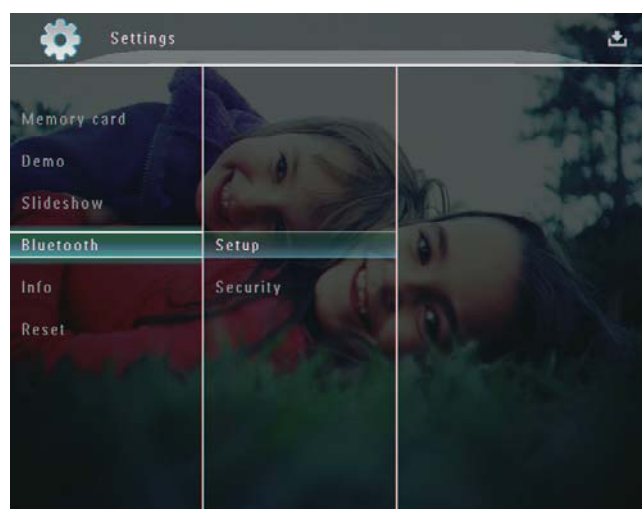 Settings
Memory card
Demo
Slideshow
Bluetooth
Setup
Info
Security
Reset